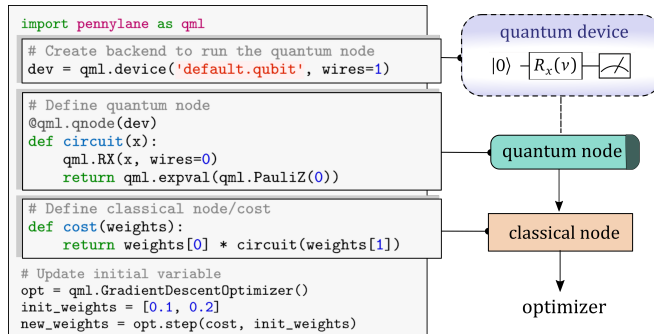 import pennylane as qml
# Create backend to run the quantum node
dev = qml.device('default.qubit', wires=1)
# Define quantum node
@qml.qnode(dev)
def circuit(x):
    qml.RX(x, wires=0)
    return qml.expval(qml.PauliZ(0))
# Define classical node/cost
def cost(weights):
    return weights[0] * circuit(weights[1])
# Update initial variable
opt = qml.GradientDescentOptimizer()
init_weights = [0.1, 0.2]
new_weights = opt.step(cost, init_weights)
quantum device
|0⟩ Rx(v)
quantum node
classical node
optimizer